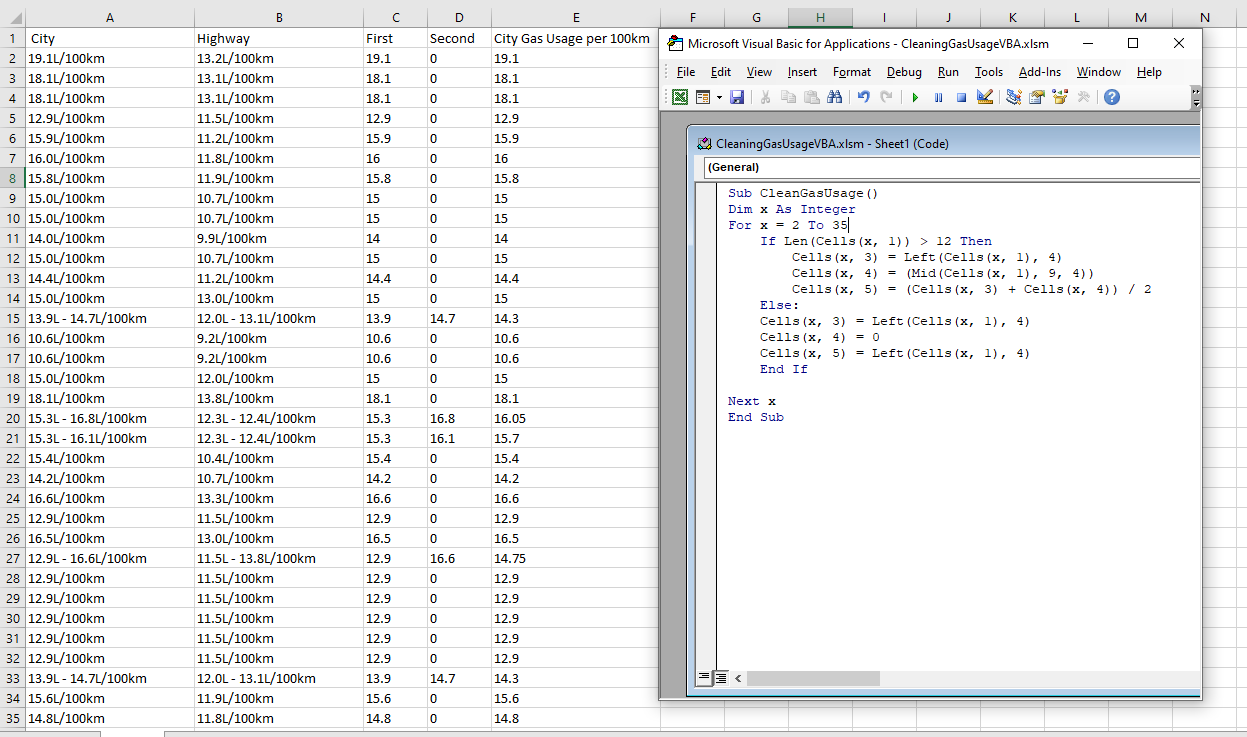 A B C D E F G H I J K L M N
1 City Highway First Second City Gas Usage per 100km
2 19.1L/100km 13.2L/100km 19.1 0 19.1
3 18.1L/100km 13.1L/100km 18.1 0 18.1
4 18.1L/100km 13.1L/100km 18.1 0 18.1
5 12.9L/100km 11.5L/100km 12.9 0 12.9
6 15.9L/100km 11.2L/100km 15.9 0 15.9
7 16.0L/100km 11.8L/100km 16 0 16
8 15.8L/100km 11.9L/100km 15.8 0 15.8
9 15.0L/100km 10.7L/100km 15 0 15
10 15.0L/100km 10.7L/100km 15 0 15
11 14.0L/100km 9.9L/100km 14 0 14
12 15.0L/100km 10.7L/100km 15 0 15
13 14.4L/100km 11.2L/100km 14.4 0 14.4
14 15.0L/100km 13.0L/100km 15 0 15
15 13.9L - 14.7L/100km 12.0L - 13.1L/100km 13.9 14.7 14.3
16 10.6L/100km 9.2L/100km 10.6 0 10.6
17 10.6L/100km 9.2L/100km 10.6 0 10.6
18 15.0L/100km 12.0L/100km 15 0 15
19 18.1L/100km 13.8L/100km 18.1 0 18.1
20 15.3L - 16.8L/100km 12.3L - 12.4L/100km 15.3 16.8 16.05
21 15.3L - 16.1L/100km 12.3L - 12.4L/100km 15.3 16.1 15.7
22 15.4L/100km 10.4L/100km 15.4 0 15.4
23 14.2L/100km 10.7L/100km 14.2 0 14.2
24 16.6L/100km 13.3L/100km 16.6 0 16.6
25 12.9L/100km 11.5L/100km 12.9 0 12.9
26 16.5L/100km 13.0L/100km 16.5 0 16.5
27 12.9L - 16.6L/100km 11.5L - 13.8L/100km 12.9 16.6 14.75
28 12.9L/100km 11.5L/100km 12.9 0 12.9
29 12.9L/100km 11.5L/100km 12.9 0 12.9
30 12.9L/100km 11.5L/100km 12.9 0 12.9
31 12.9L/100km 11.5L/100km 12.9 0 12.9
32 12.9L/100km 11.5L/100km 12.9 0 12.9
33 13.9L - 14.7L/100km 12.0L - 13.1L/100km 13.9 14.7 14.3
34 15.6L/100km 11.9L/100km 15.6 0 15.6
35 14.8L/100km 11.8L/100km 14.8 0 14.8
Microsoft Visual Basic for Applications - CleaningGasUsageVBA.xlsm
File Edit View Insert Format Debug Run Tools Add-Ins Window Help
CleaningGasUsageVBA.xlsm - Sheet1 (Code)
(General)
Sub CleanGasUsage()
Dim x As Integer
For x = 2 To 35
If Len(Cells(x, 1)) > 12 Then
Cells(x, 3) = Left(Cells(x, 1), 4)
Cells(x, 4) = (Mid(Cells(x, 1), 9, 4))
Cells(x, 5) = (Cells(x, 3) + Cells(x, 4)) / 2
Else:
Cells(x, 3) = Left(Cells(x, 1), 4)
Cells(x, 4) = 0
Cells(x, 5) = Left(Cells(x, 1), 4)
End If
Next x
End Sub